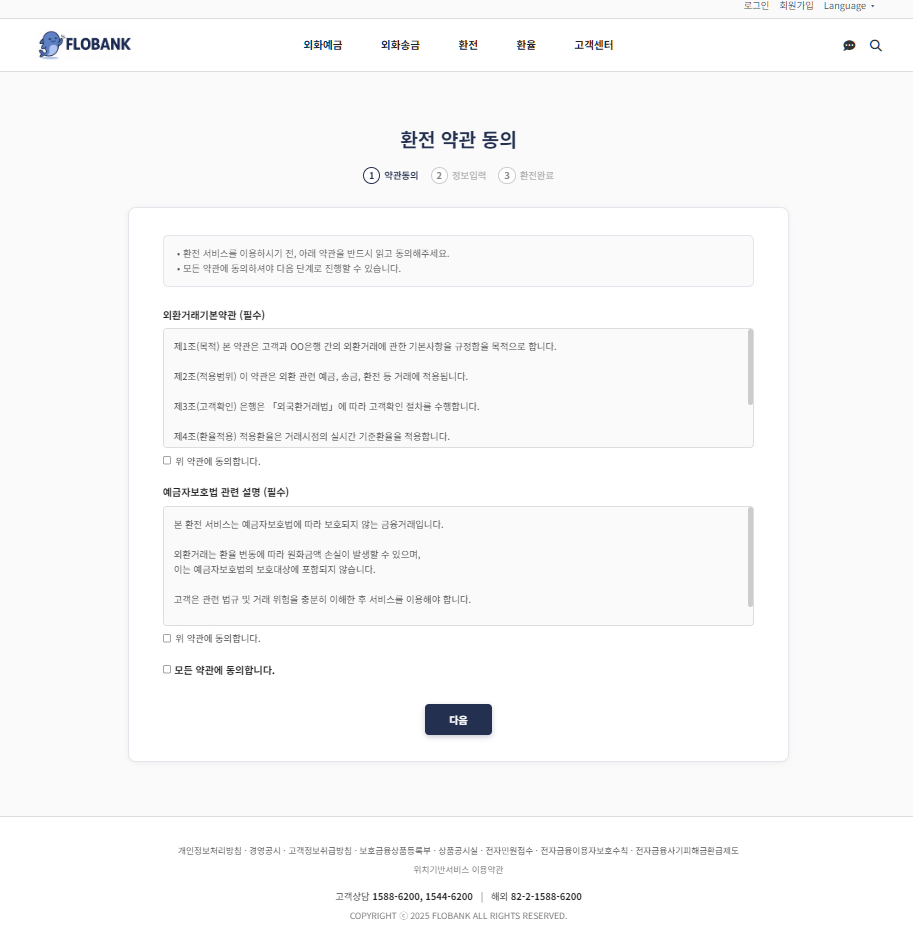 로그인 회원가입 Language
FLOBANK 외화예금 외화송금 환전 환율 고객센터
환전 약관 동의
1 약관동의 2 정보입력 3 환전완료
• 환전 서비스를 이용하시기 전, 아래 약관을 반드시 읽고 동의해주세요.
• 모든 약관에 동의하셔야 다음 단계로 진행할 수 있습니다.
외환거래기본약관 (필수)
제1조(목적) 본 약관은 고객과 OO은행 간의 외환거래에 관한 기본사항을 규정함을 목적으로 합니다.
제2조(적용범위) 이 약관은 외환 관련 예금, 송금, 환전 등 거래에 적용됩니다.
제3조(고객확인) 은행은 「외국환거래법」에 따라 고객확인 절차를 수행합니다.
제4조(환율적용) 적용환율은 거래시점의 실시간 기준환율을 적용합니다.
위 약관에 동의합니다.
예금자보호법 관련 설명 (필수)
본 환전 서비스는 예금자보호법에 따라 보호되지 않는 금융거래입니다.
외환거래는 환율 변동에 따라 원화금액 손실이 발생할 수 있으며,
이는 예금자보호법의 보호대상에 포함되지 않습니다.
고객은 관련 법규 및 거래 위험을 충분히 이해한 후 서비스를 이용해야 합니다.
위 약관에 동의합니다.
모든 약관에 동의합니다.
다음
개인정보처리방침 · 경영공시 · 고객정보취급방침 · 보호금융상품등록부 · 상품공시실 · 전자민원접수 · 전자금융이용자보호수칙 · 전자금융사기피해금환급제도
위치기반서비스 이용약관
고객상담 1588-6200, 1544-6200 | 해외 82-2-1588-6200
COPYRIGHT ⓒ 2025 FLOBANK ALL RIGHTS RESERVED.